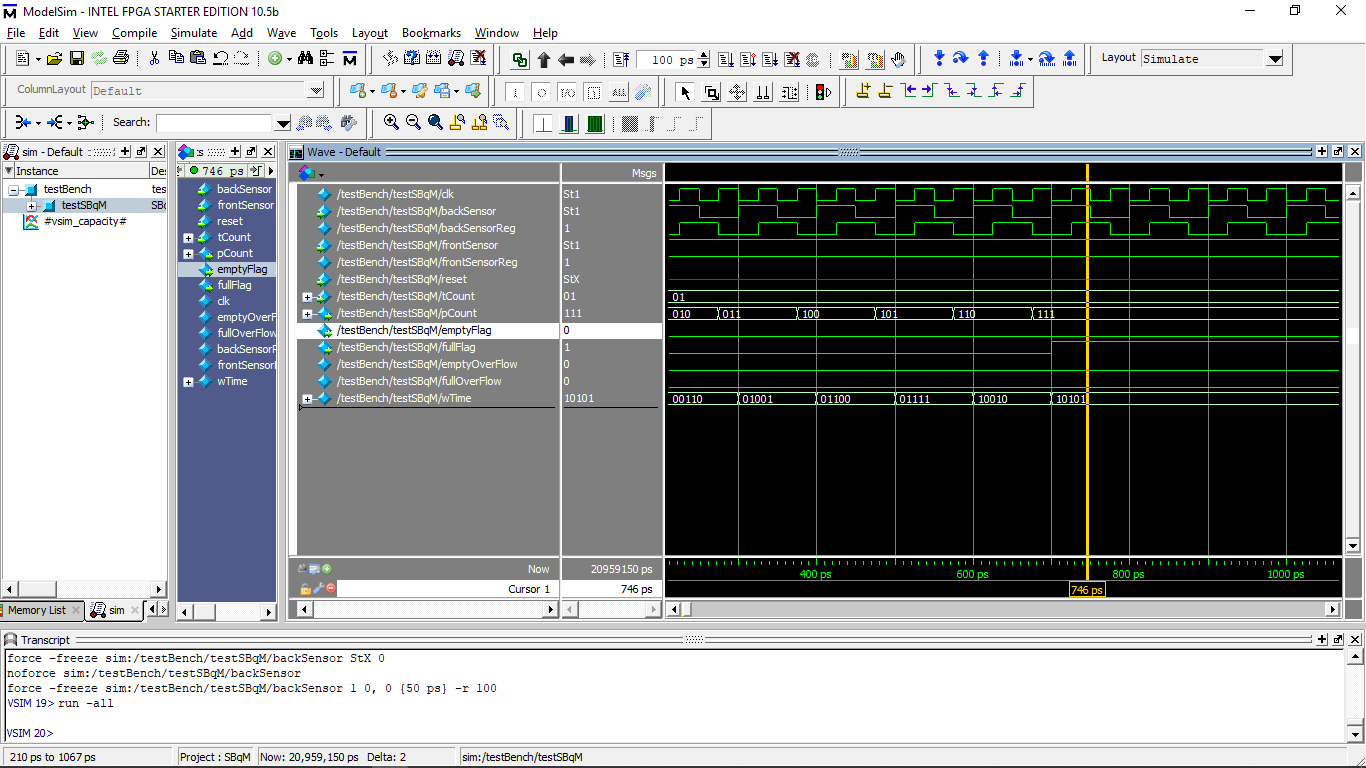 ModelSim - INTEL FPGA STARTER EDITION 10.5b
File Edit View Compile Simulate Add Wave Tools Layout Bookmarks Window Help
100 ps
Layout Simulate
ColumnLayout Default
ALL
Search:
sim - Default
Instance
testBench tes
testSBqM SBq
#vsim_capacity#
Memory List
sim
746 ps
backSensor
frontSensor
reset
tCount
pCount
emptyFlag
fullFlag
clk
emptyOverF
fullOverFlow
backSensorF
frontSensorF
wTime
Wave - Default
Msgs
/testBench/testSBqM/clk St1
/testBench/testSBqM/backSensor St1
/testBench/testSBqM/backSensorReg 1
/testBench/testSBqM/frontSensor St1
/testBench/testSBqM/frontSensorReg 1
/testBench/testSBqM/reset StX
/testBench/testSBqM/tCount 01 01
/testBench/testSBqM/pCount 111 010 011 100 101 110 111
/testBench/testSBqM/emptyFlag 0
/testBench/testSBqM/fullFlag 1
/testBench/testSBqM/emptyOverFlow 0
/testBench/testSBqM/fullOverFlow 0
/testBench/testSBqM/wTime 10101 00110 01001 01100 01111 10010 10101
Now 20959150 ps 400 ps 600 ps 800 ps 1000 ps
Cursor 1 746 ps 746 ps
Transcript
force -freeze sim:/testBench/testSBqM/backSensor StX 0
noforce sim:/testBench/testSBqM/backSensor
force -freeze sim:/testBench/testSBqM/backSensor 1 0, 0 {50 ps} -r 100
VSIM 19> run -all
VSIM 20>
210 ps to 1067 ps Project : SBqM Now: 20,959,150 ps Delta: 2 sim:/testBench/testSBqM